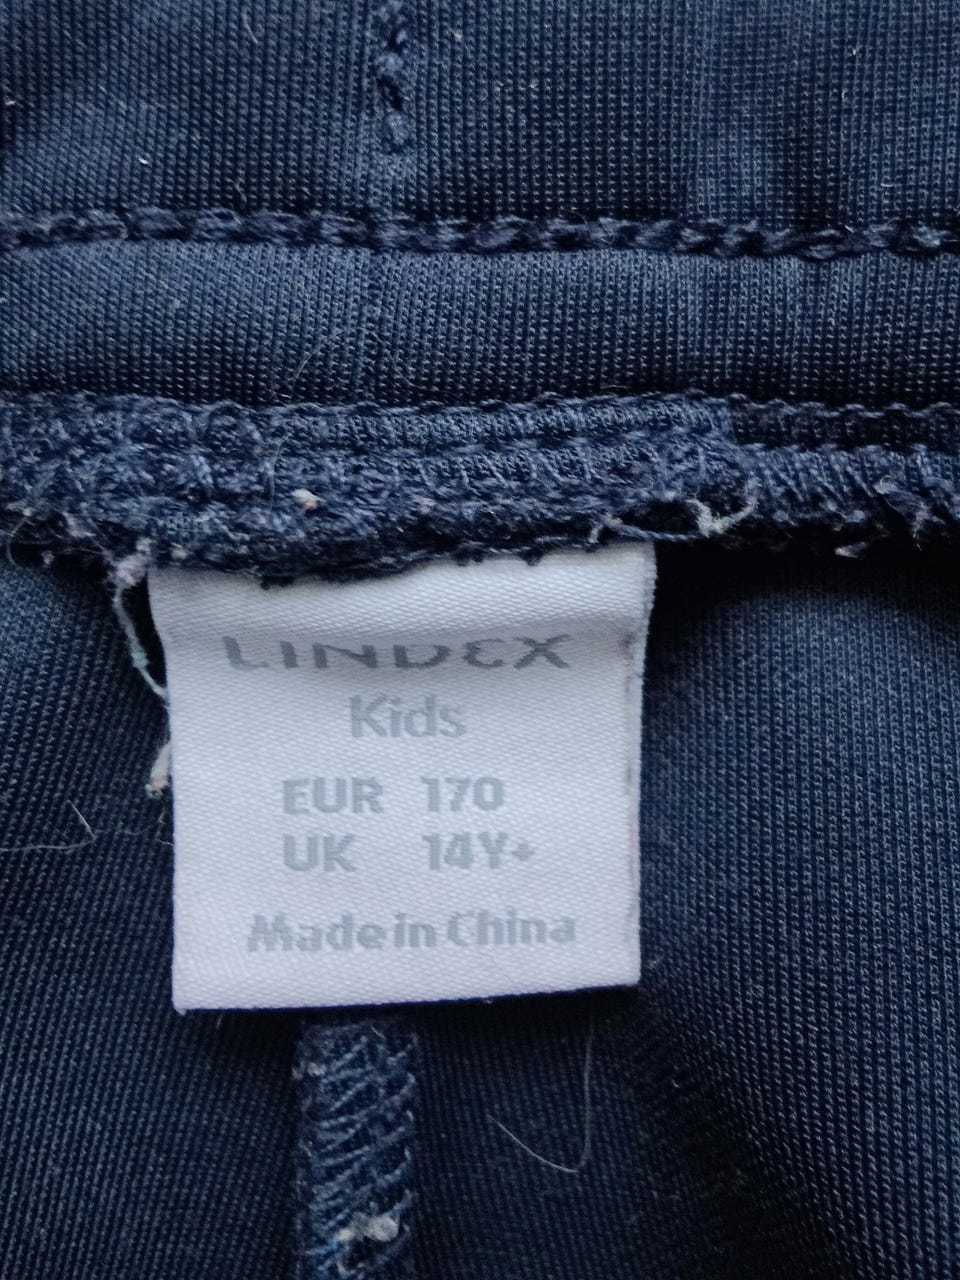 LINDEX
Kids
EUR 170
UK 14Y+
Made in China